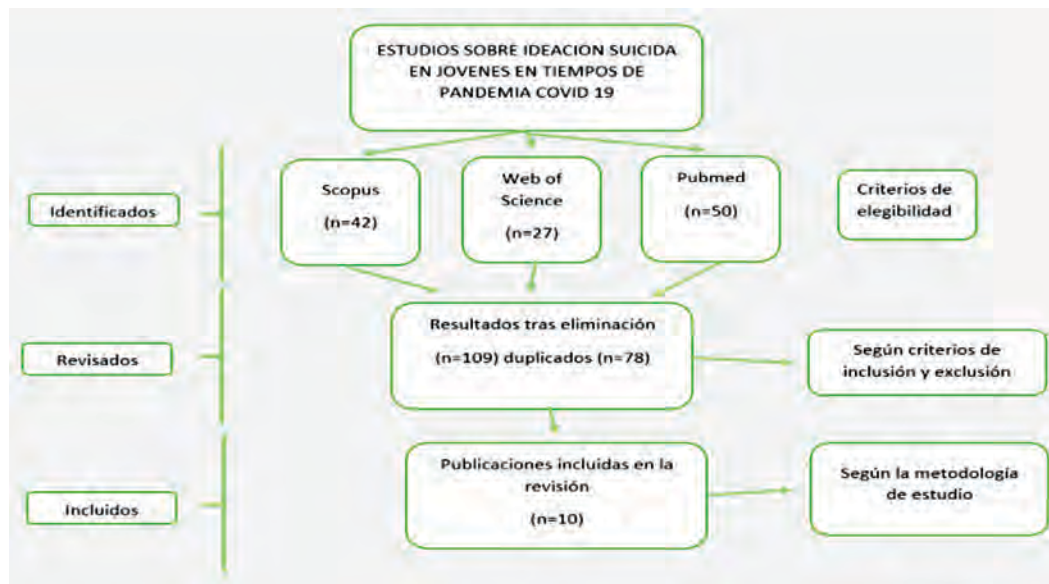 ESTUDIOS SOBRE IDEACION SUICIDA
EN JOVENES EN TIEMPOS DE
PANDEMIA COVID 19
Identificados
Scopus
(n=42)
Web of
Science
(n=27)
Pubmed
(n=50)
Criterios de
elegibilidad
Revisados
Resultados tras eliminación
(n=109) duplicados (n=78)
Según criterios de
inclusión y exclusión
Incluidos
Publicaciones incluidas en la
revisión
(n=10)
Según la metodología
de estudio